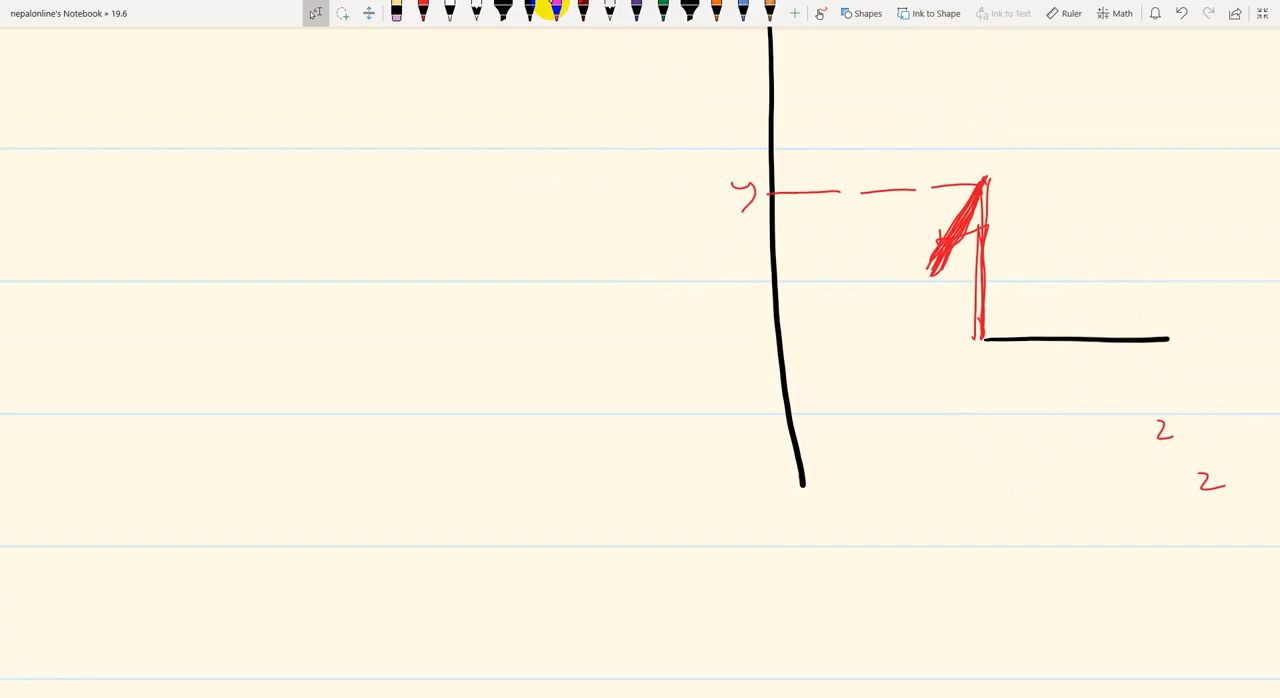 nepalonline's Notebook » 19.6
Shapes Ink to Shape Ink to Text Ruler Math
y
2
2